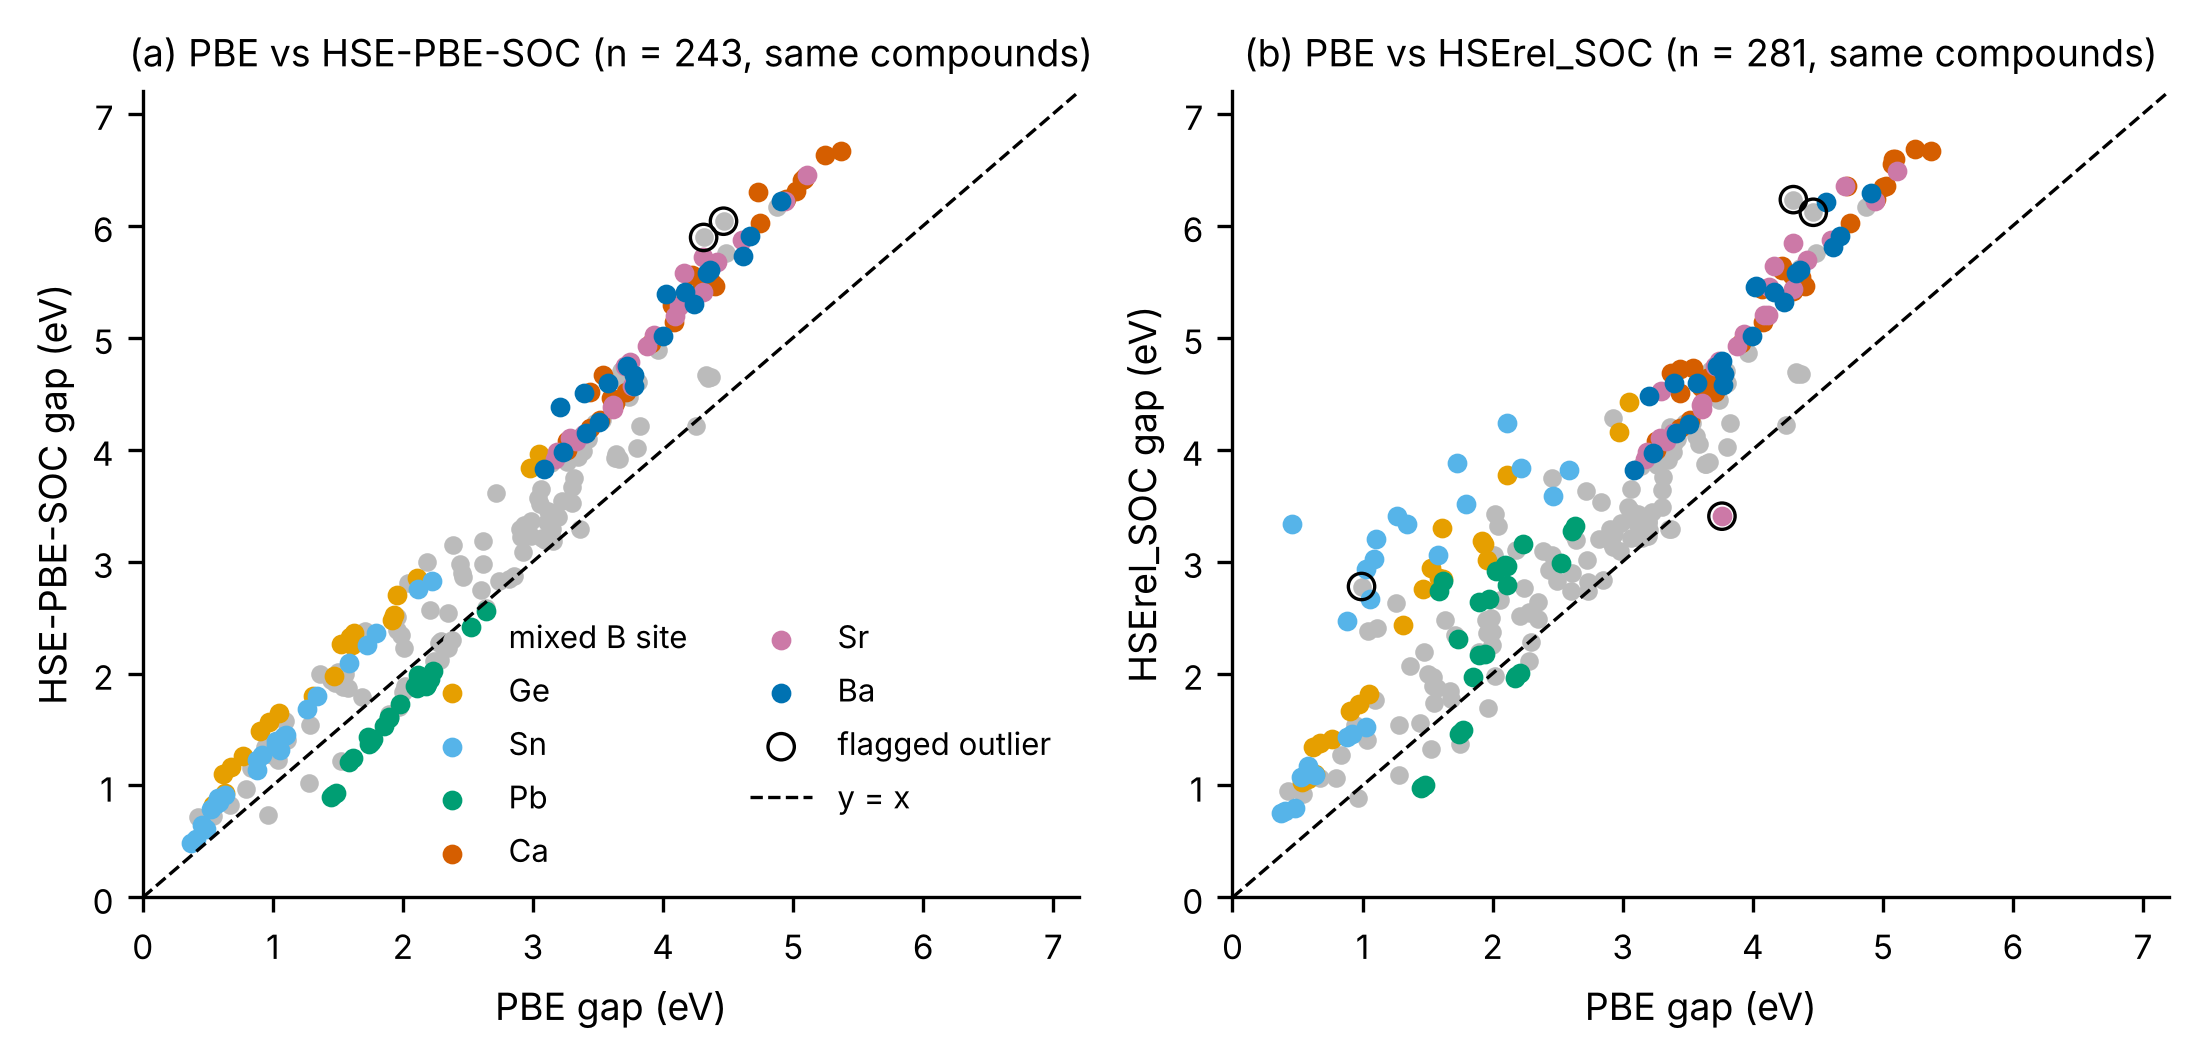 (a) PBE vs HSE-PBE-SOC (n = 243, same compounds)
HSE-PBE-SOC gap (eV)
7
6
5
4
3
2
1
0
0 1 2 3 4 5 6 7
PBE gap (eV)
mixed B site
Ge
Sn
Pb
Ca
Sr
Ba
flagged outlier
y = x
(b) PBE vs HSErel_SOC (n = 281, same compounds)
HSErel_SOC gap (eV)
7
6
5
4
3
2
1
0
0 1 2 3 4 5 6 7
PBE gap (eV)